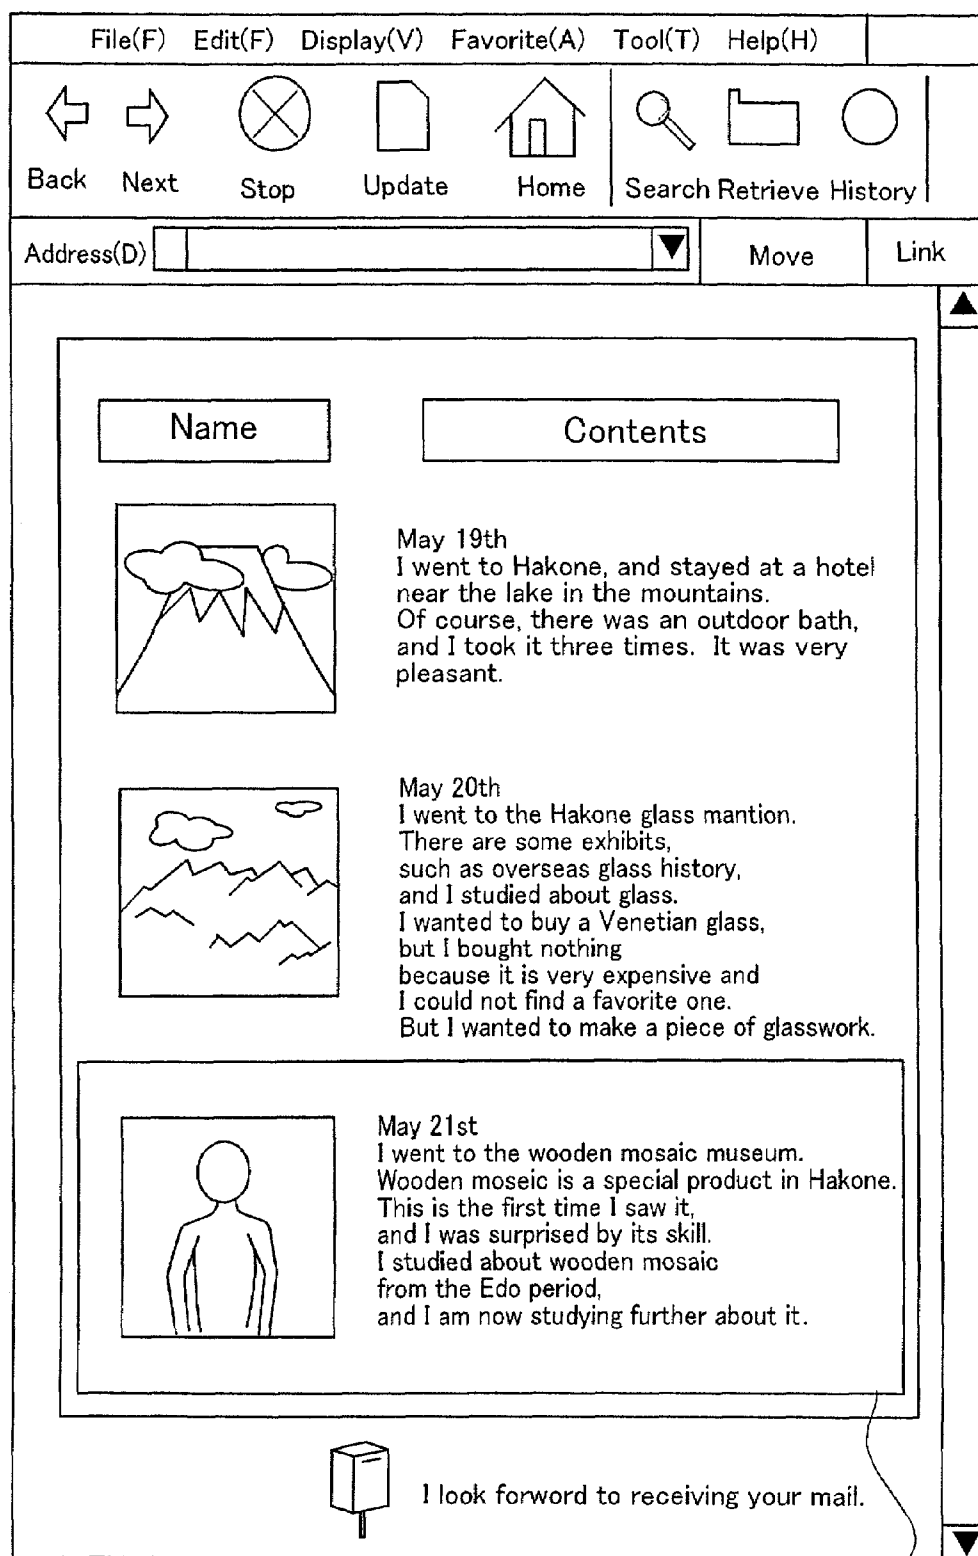 File(F) Edit(F) Display(V) Favorite(A) Tool(T) Help(H)
Back Next Stop Update Home Search Retrieve History
Address(D) Move Link
Name Contents
May 19th
I went to Hakone, and stayed at a hotel
near the lake in the mountains.
Of course, there was an outdoor bath,
and I took it three times. It was very
pleasant.
May 20th
I went to the Hakone glass mantion.
There are some exhibits,
such as overseas glass history,
and I studied about glass.
I wanted to buy a Venetian glass,
but I bought nothing
because it is very expensive and
I could not find a favorite one.
But I wanted to make a piece of glasswork.
May 21st
I went to the wooden mosaic museum.
Wooden moseic is a special product in Hakone.
This is the first time I saw it,
and I was surprised by its skill.
I studied about wooden mosaic
from the Edo period,
and I am now studying further about it.
I look forword to receiving your mail.